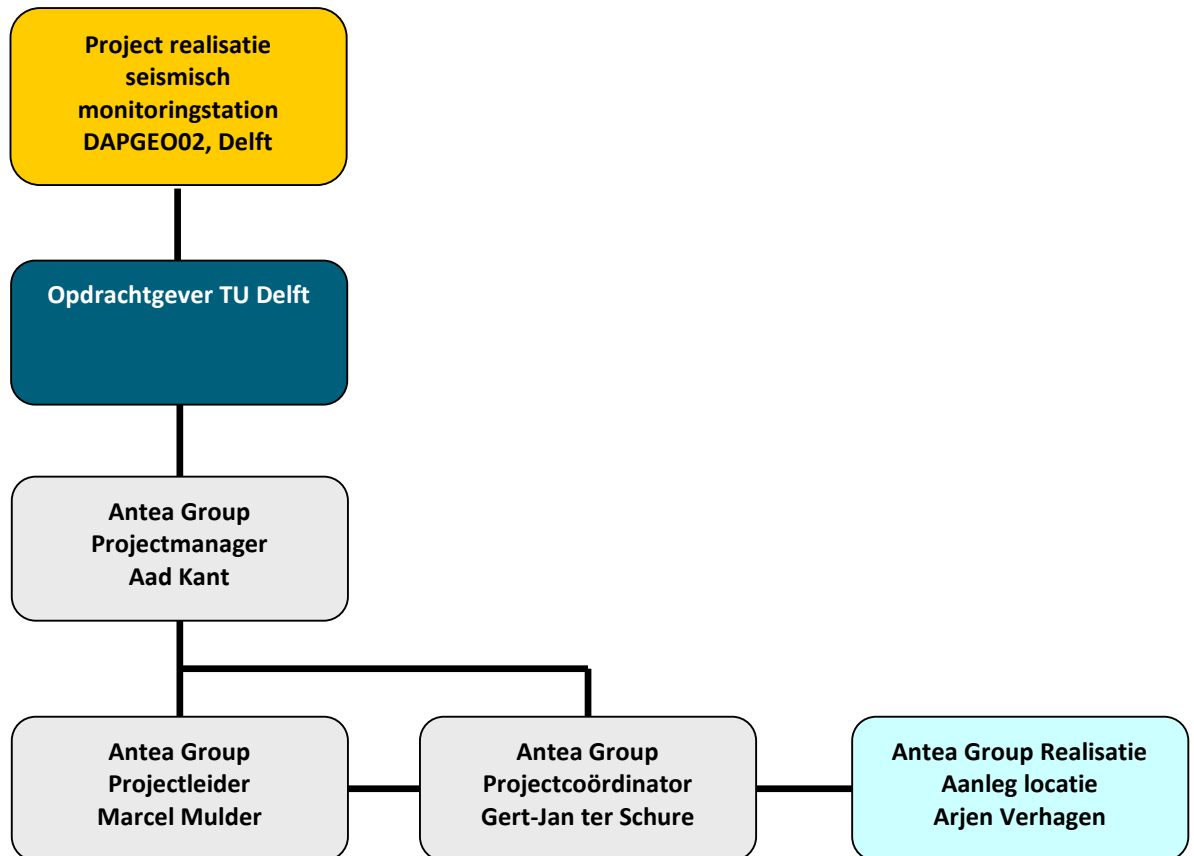 Project realisatie
seismisch
monitoringstation
DAPGEO02, Delft
Opdrachtgever TU Delft
Antea Group
Projectmanager
Aad Kant
Antea Group
Projectleider
Marcel Mulder
Antea Group
Projectcoördinator
Gert-Jan ter Schure
Antea Group Realisatie
Aanleg locatie
Arjen Verhagen